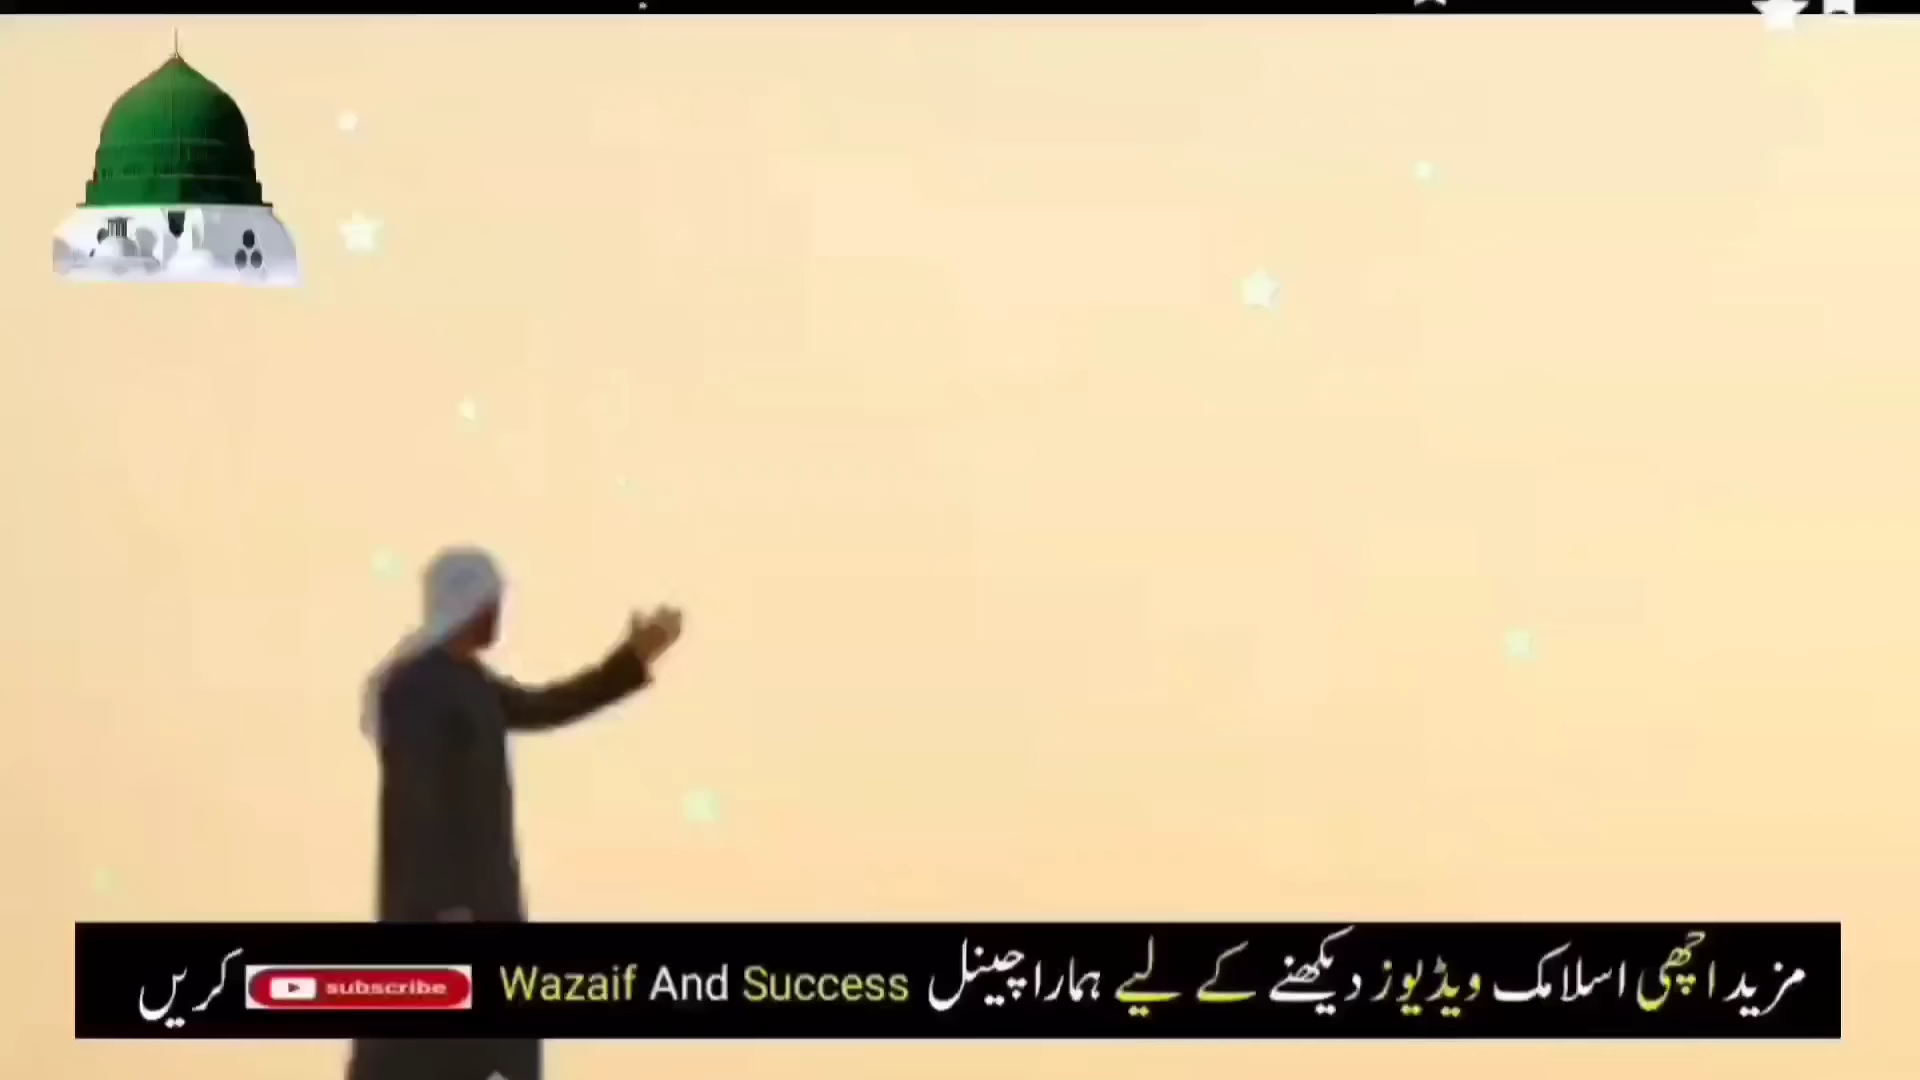 مزید اچھی اسلامک ویڈیوز دیکھنے کے لیے ہمارا چینل Wazaif And Success subscribe کریں